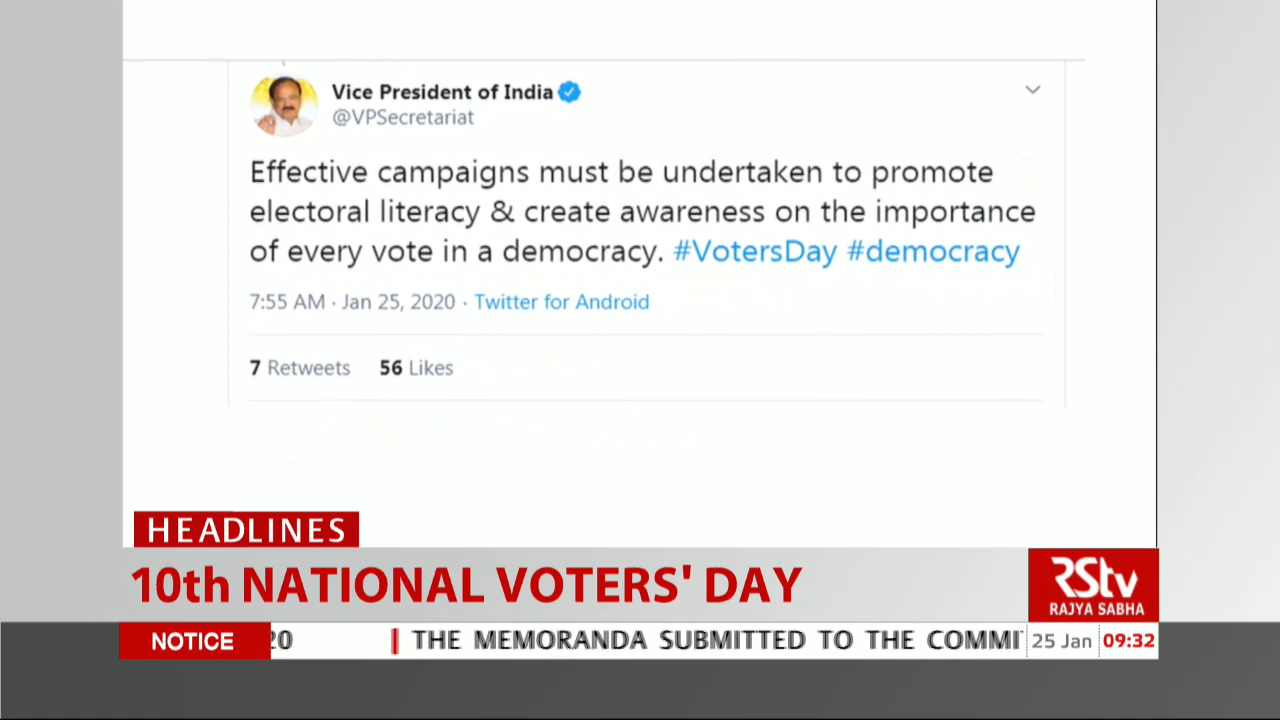 Vice President of India
@VPSecretariat
Effective campaigns must be undertaken to promote
electoral literacy & create awareness on the importance
of every vote in a democracy. #VotersDay #democracy
7:55 AM · Jan 25, 2020 · Twitter for Android
7 Retweets 56 Likes
HEADLINES
10th NATIONAL VOTERS' DAY
RSTV
RAJYA SABHA
NOTICE 20 | THE MEMORANDA SUBMITTED TO THE 25 Jan 09:32